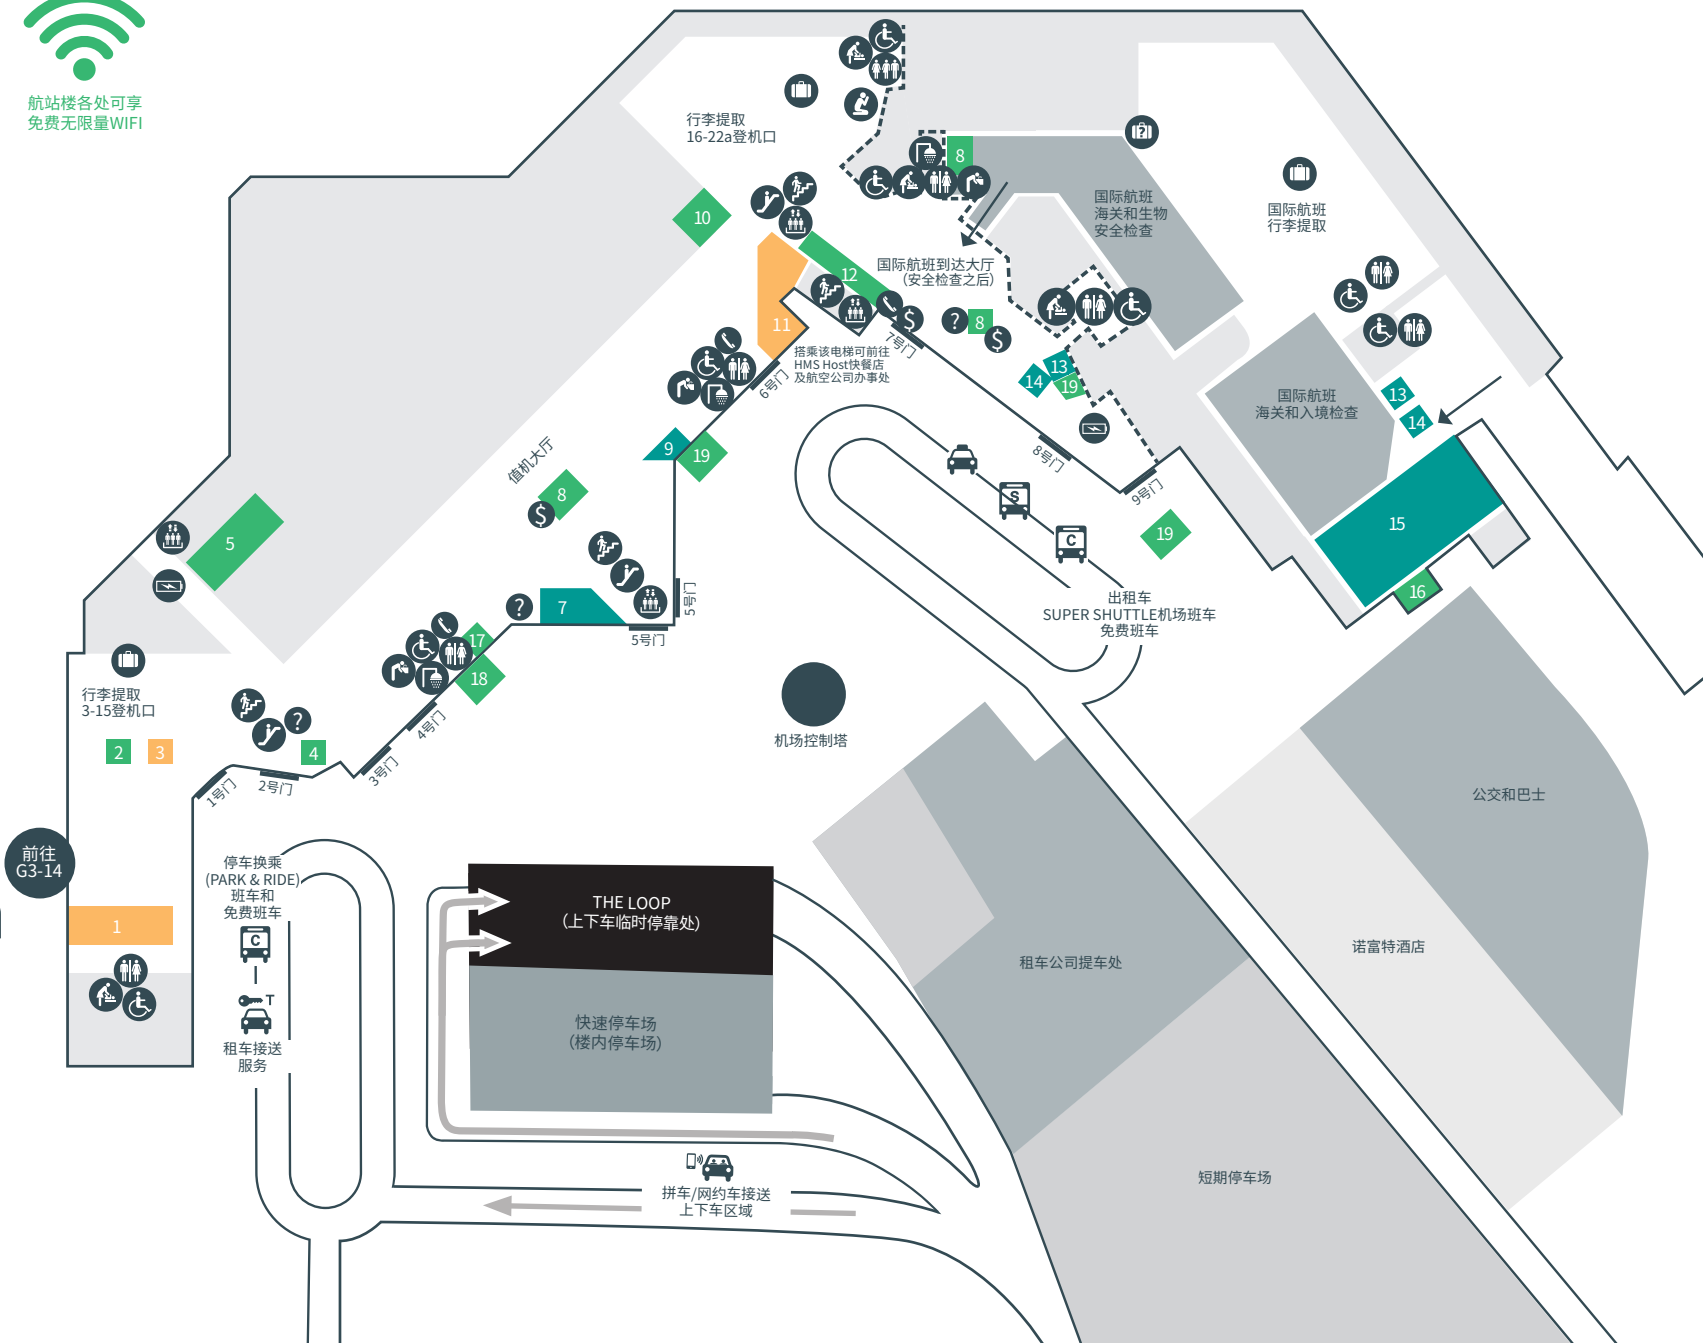 航站楼各处可享
免费无限量WIFI
行李提取
16-22a登机口
10
12
11
8
?
国际航班
海关和生物
安全检查
国际航班
行李提取
国际航班到达大厅
(安全检查之后)
$
?
8
$
7号门
搭乘该电梯可前往
HMS Host快餐店
及航空公司办事处
6号门
13
14
19
国际航班
海关和入境检查
13
14
15
16
8号门
9号门
19
9
19
值机大厅
8
$
5
?
7
5号门
5号门
17
18
S
C
出租车
SUPER SHUTTLE机场班车
免费班车
行李提取
3-15登机口
2
3
?
4
1号门
2号门
3号门
4号门
机场控制塔
前往
G3-14
1
停车换乘
(PARK & RIDE)
班车和
免费班车
C
T
租车接送
服务
THE LOOP
(上下车临时停靠处)
快速停车场
(楼内停车场)
拼车/网约车接送
上下车区域
租车公司提车处
公交和巴士
诺富特酒店
短期停车场